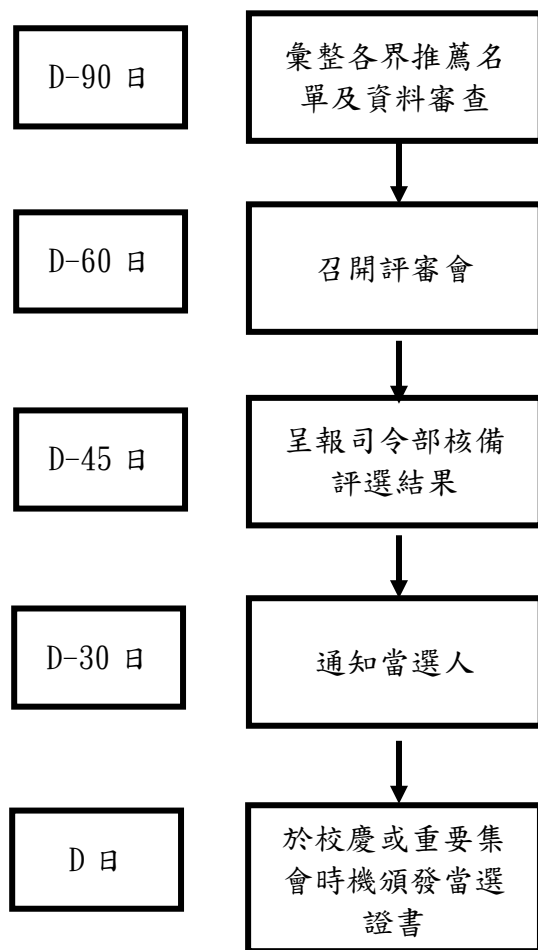 D-90 日
彙整各界推薦名
單及資料審查
D-60 日
召開評審會
D-45 日
呈報司令部核備
評選結果
D-30 日
通知當選人
D 日
於校慶或重要集
會時機頒發當選
證書